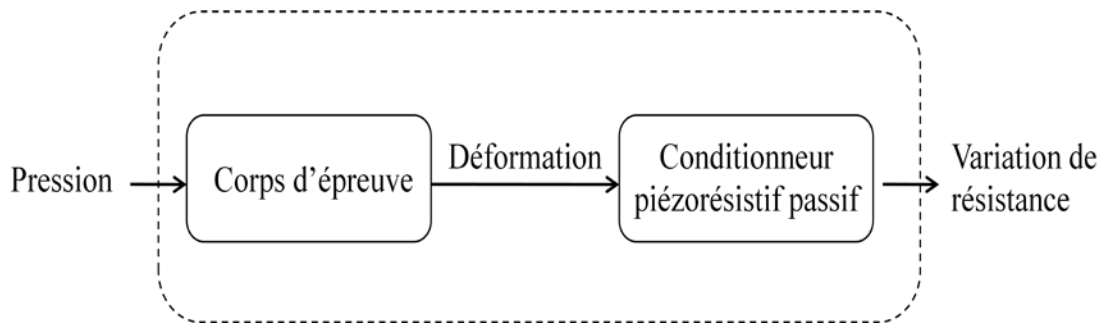 Pression
Corps d'épreuve
Déformation
Conditionneur
piézorésistif passif
Variation de
résistance